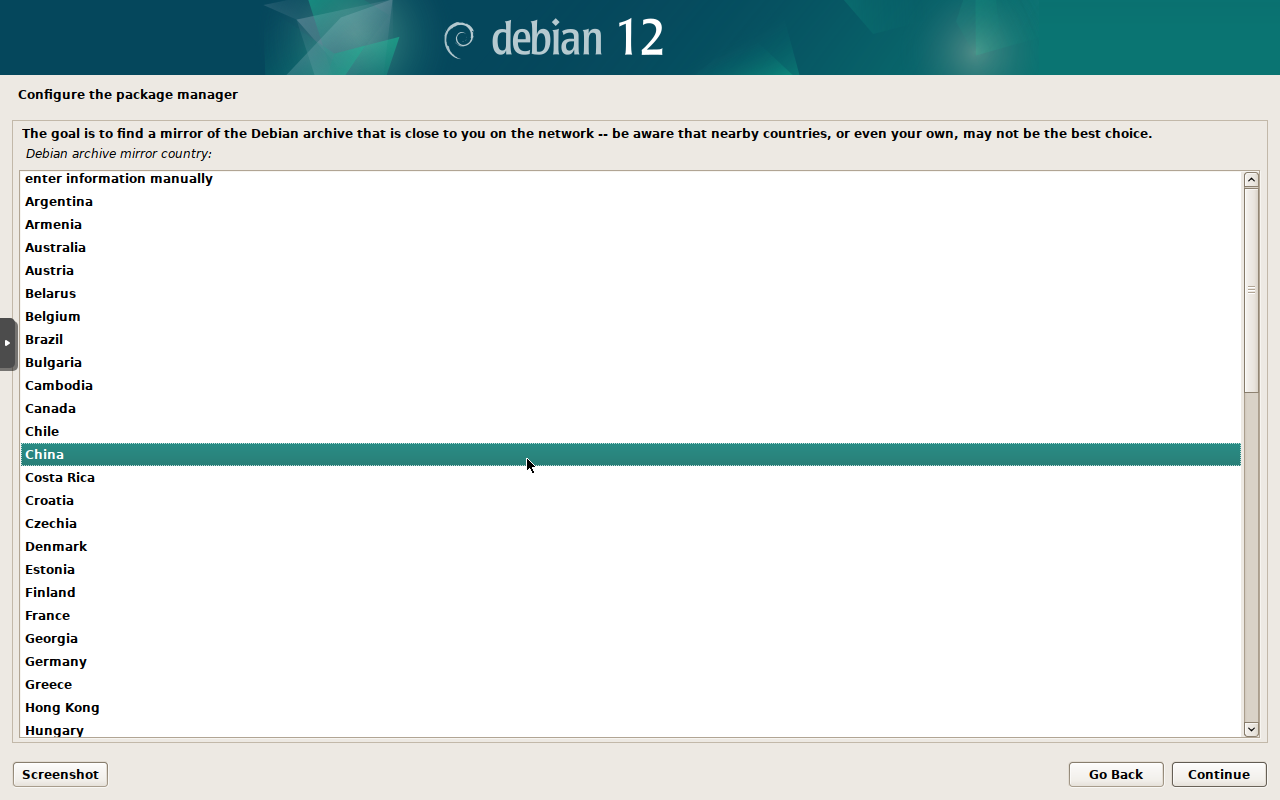 debian 12
Configure the package manager
The goal is to find a mirror of the Debian archive that is close to you on the network -- be aware that nearby countries, or even your own, may not be the best choice.
Debian archive mirror country:
enter information manually
Argentina
Armenia
Australia
Austria
Belarus
Belgium
Brazil
Bulgaria
Cambodia
Canada
Chile
China
Costa Rica
Croatia
Czechia
Denmark
Estonia
Finland
France
Georgia
Germany
Greece
Hong Kong
Hungary
Screenshot
Go Back
Continue